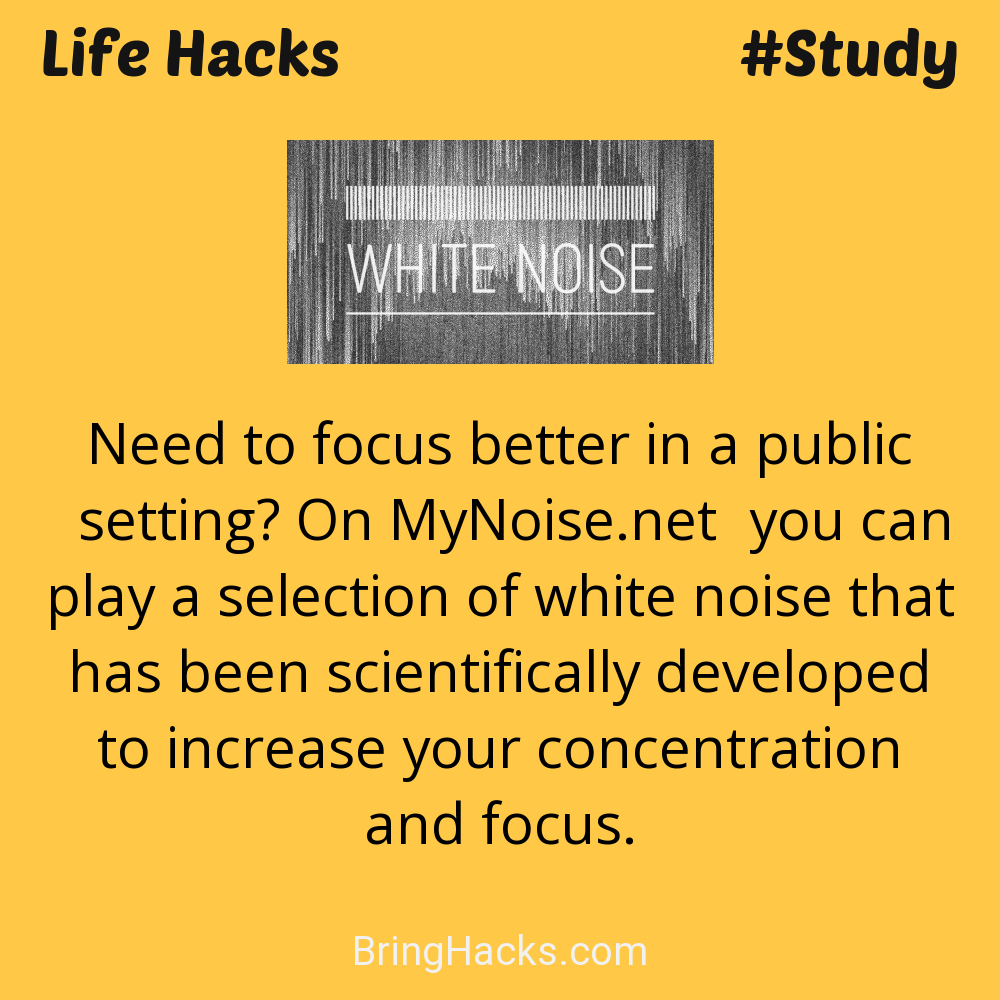 Life Hacks
#Study
WHITE NOISE
Need to focus better in a public
setting? On MyNoise.net  you can
play a selection of white noise that
has been scientifically developed
to increase your concentration
and focus.
BringHacks.com